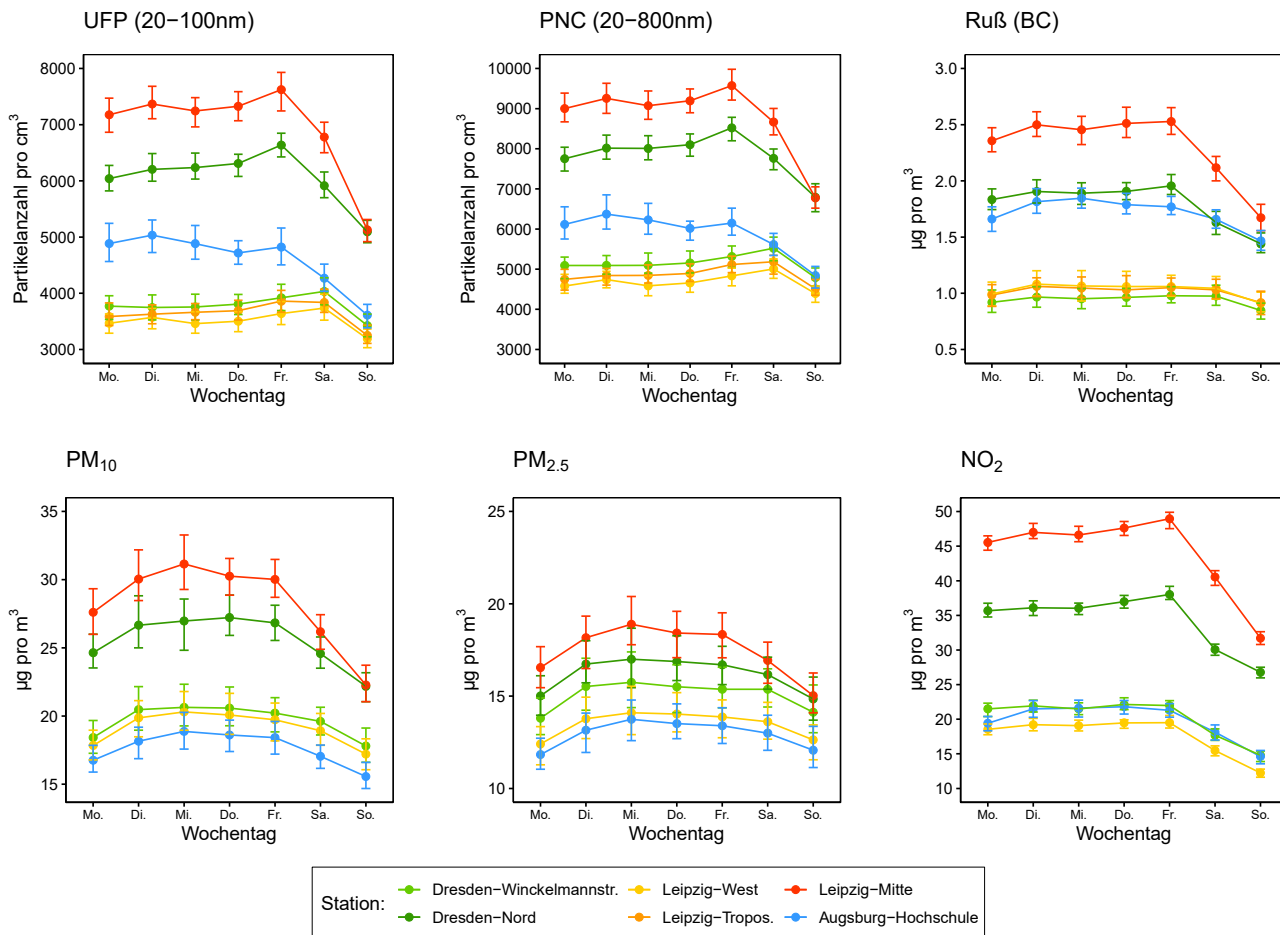 UFP (20−100nm)
Partikelanzahl pro cm³
8000
7000
6000
5000
4000
3000
Mo. Di. Mi. Do. Fr. Sa. So.
Wochentag
PNC (20−800nm)
Partikelanzahl pro cm³
10000
9000
8000
7000
6000
5000
4000
3000
Mo. Di. Mi. Do. Fr. Sa. So.
Wochentag
Ruß (BC)
µg pro m³
3.0
2.5
2.0
1.5
1.0
0.5
Mo. Di. Mi. Do. Fr. Sa. So.
Wochentag
PM₁₀
µg pro m³
35
30
25
20
15
Mo. Di. Mi. Do. Fr. Sa. So.
Wochentag
PM₂.₅
µg pro m³
25
20
15
10
Mo. Di. Mi. Do. Fr. Sa. So.
Wochentag
NO₂
µg pro m³
50
45
40
35
30
25
20
15
10
Mo. Di. Mi. Do. Fr. Sa. So.
Wochentag
Station:
Dresden−Winckelmannstr. Leipzig−West Leipzig−Mitte
Dresden−Nord Leipzig−Tropos. Augsburg−Hochschule